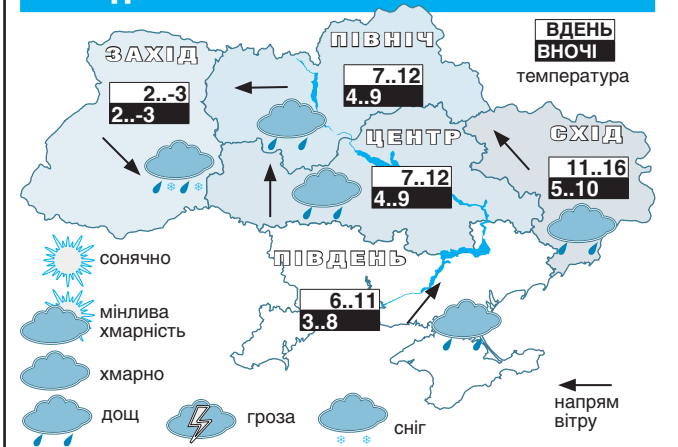 ВДЕНЬ
ВНОЧІ
температура
ЗАХІД
2..-3
2..-3
ПІВНІЧ
7..12
4..9
ЦЕНТР
7..12
4..9
СХІД
11..16
5..10
ПІВДЕНЬ
6..11
3..8
сонячно
мінлива
хмарність
хмарно
дощ
гроза
сніг
напрям
вітру